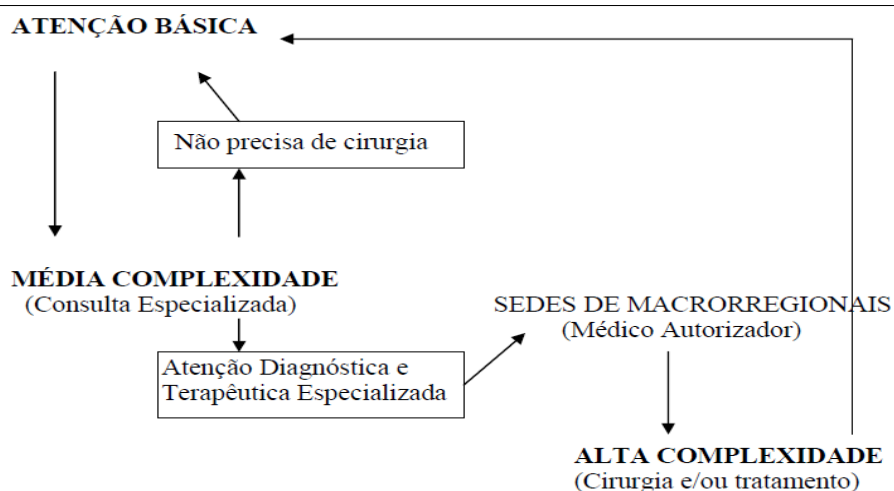 ATENÇÃO BÁSICA
Não precisa de cirurgia
MÉDIA COMPLEXIDADE
(Consulta Especializada)
SEDES DE MACRORREGIONAIS
(Médico Autorizador)
Atenção Diagnóstica e
Terapêutica Especializada
ALTA COMPLEXIDADE
(Cirurgia e/ou tratamento)